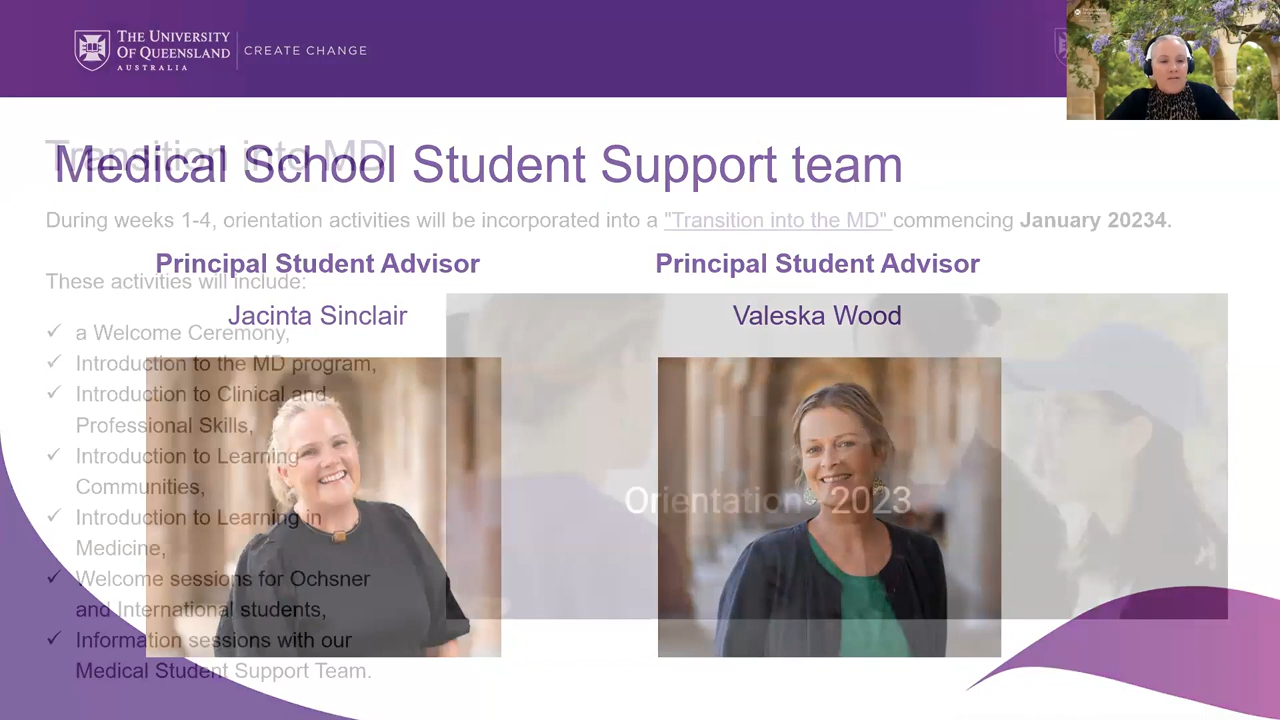 THE UNIVERSITY
OF QUEENSLAND
AUSTRALIA
CREATE CHANGE
Transition into MD
Medical School Student Support team
During weeks 1-4, orientation activities will be incorporated into a "Transition into the MD" commencing January 20234.
Principal Student Advisor
Principal Student Advisor
These activities will include:
Jacinta Sinclair
Valeska Wood
✓ a Welcome Ceremony,
✓ Introduction to the MD program,
✓ Introduction to Clinical and
Professional Skills,
✓ Introduction to Learning
Communities,
✓ Introduction to Learning in
Medicine,
✓ Welcome sessions for Ochsner
and International students,
✓ Information sessions with our
Medical Student Support Team.
Orientation 2023